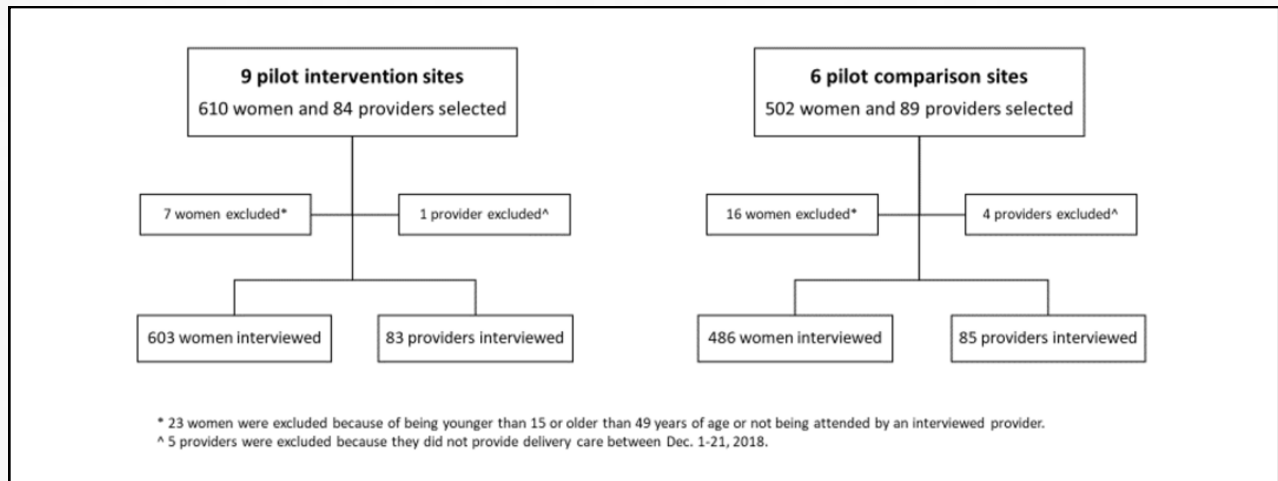 9 pilot intervention sites
610 women and 84 providers selected
7 women excluded*
1 provider excluded^
603 women interviewed
83 providers interviewed
6 pilot comparison sites
502 women and 89 providers selected
16 women excluded*
4 providers excluded^
486 women interviewed
85 providers interviewed
* 23 women were excluded because of being younger than 15 or older than 49 years of age or not being attended by an interviewed provider.
^ 5 providers were excluded because they did not provide delivery care between Dec. 1-21, 2018.